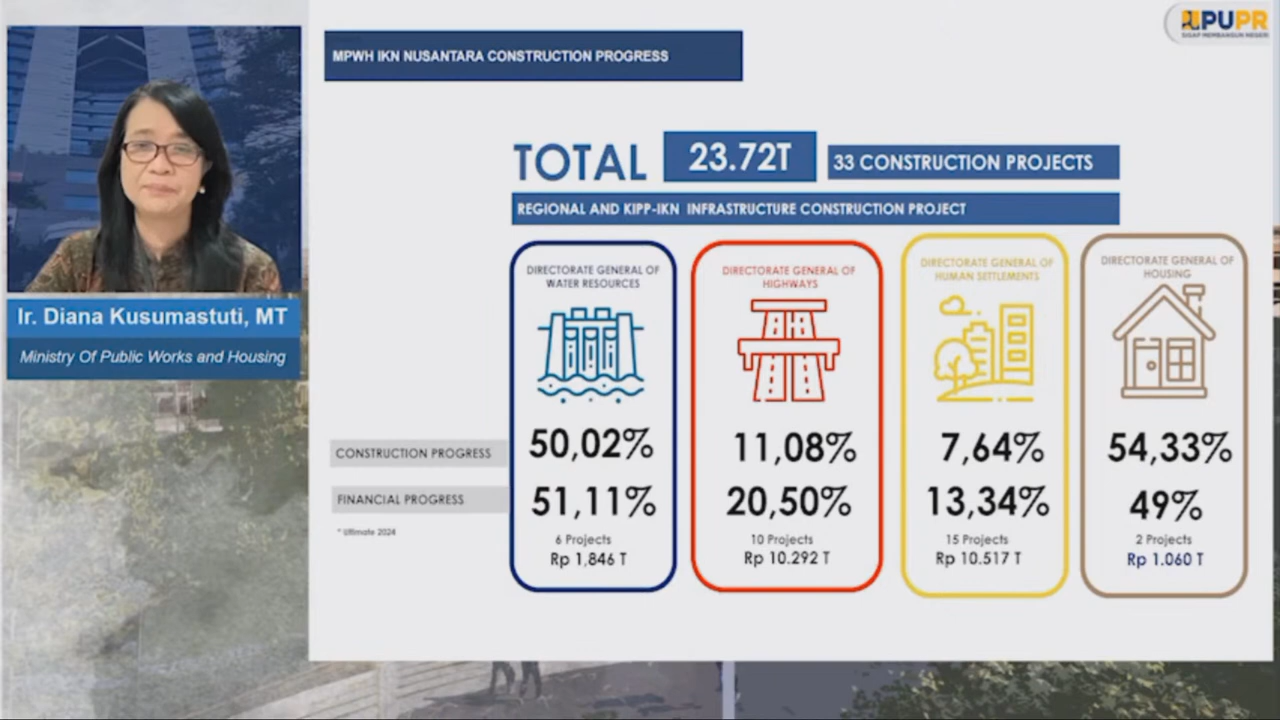 PUPR
SIGAP MEMBANGUN NEGERI
MPWH IKN NUSANTARA CONSTRUCTION PROGRESS
TOTAL 23.72T 33 CONSTRUCTION PROJECTS
REGIONAL AND KIPP-IKN INFRASTRUCTURE CONSTRUCTION PROJECT
Ir. Diana Kusumastuti, MT
Ministry Of Public Works and Housing
CONSTRUCTION PROGRESS
FINANCIAL PROGRESS
* Ultimate 2024
DIRECTORATE GENERAL OF
WATER RESOURCES
50,02%
51,11%
6 Projects
Rp 1,846 T
DIRECTORATE GENERAL OF
HIGHWAYS
11,08%
20,50%
10 Projects
Rp 10.292 T
DIRECTORATE GENERAL OF
HUMAN SETTLEMENTS
7,64%
13,34%
15 Projects
Rp 10.517 T
DIRECTORATE GENERAL OF
HOUSING
54,33%
49%
2 Projects
Rp 1.060 T